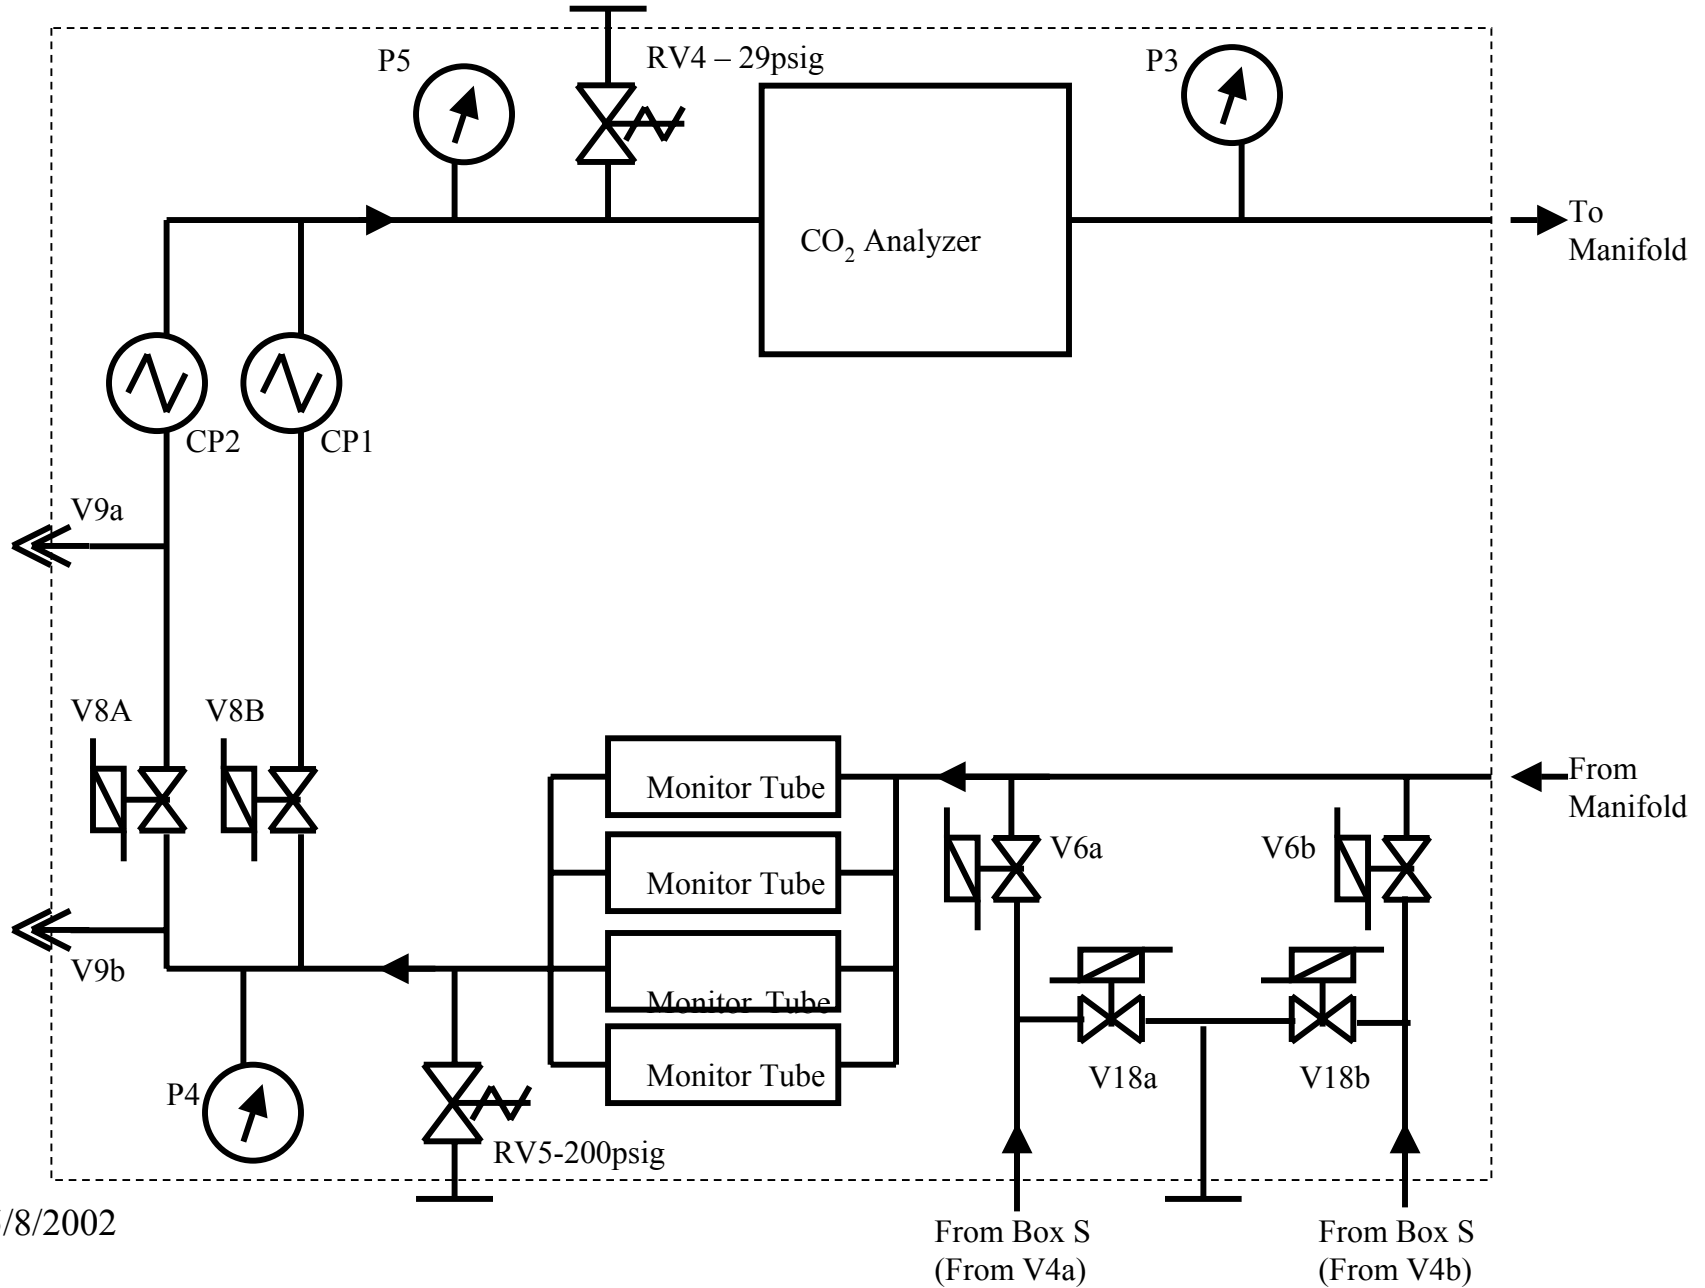 P5
RV4 – 29psig
P3
CO2 Analyzer
To
Manifold
CP2
CP1
V9a
V8A
V8B
Monitor Tube
From
Manifold
Monitor Tube
V6a
V6b
V9b
Monitor Tube
Monitor Tube
V18a
V18b
P4
RV5-200psig
/8/2002
From Box S
(From V4a)
From Box S
(From V4b)